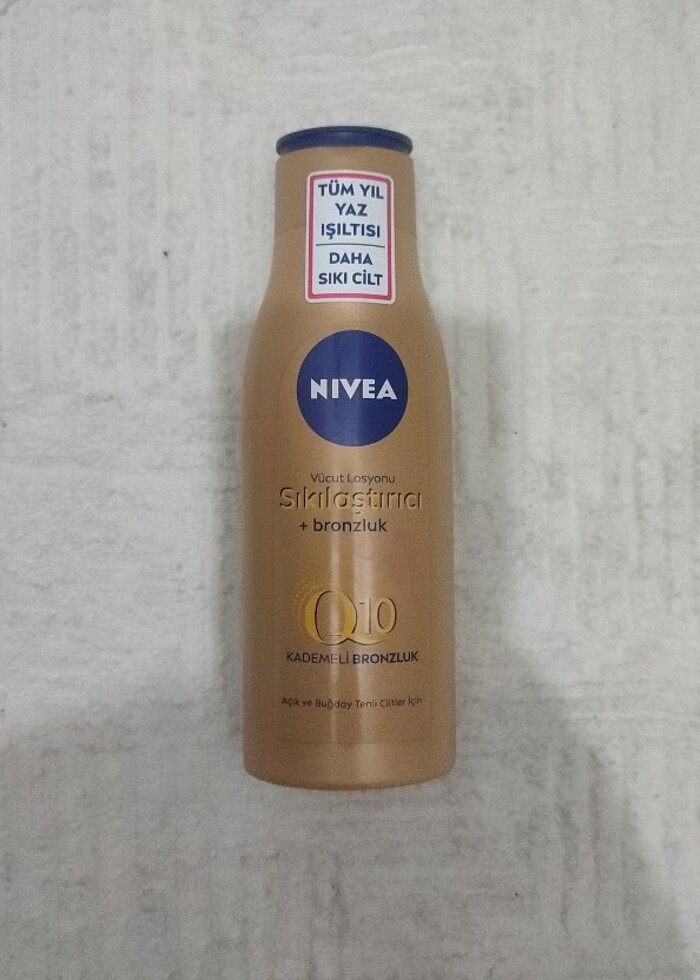 TÜM YIL
YAZ
IŞILTISI
DAHA
SIKI CİLT
NIVEA
Vücut Losyonu
Sıkılaştırıcı
+ bronzluk
Q10
KADEMELİ BRONZLUK
Açık ve Buğday Tenli Ciltler İçin